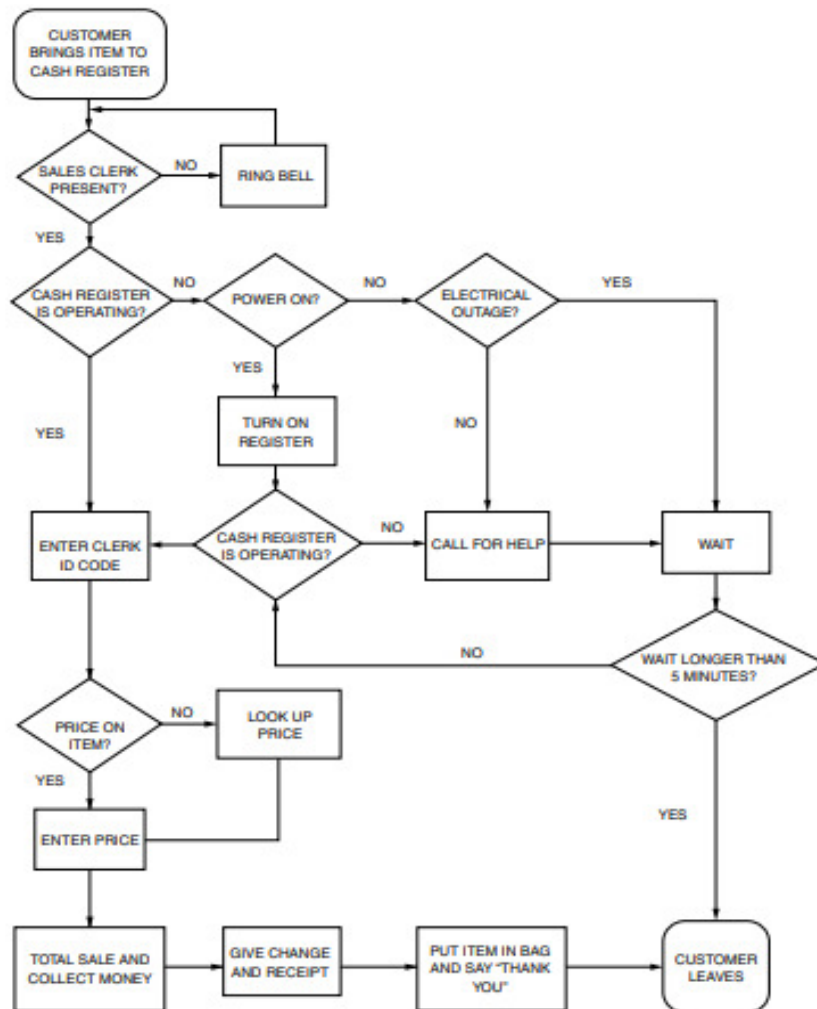 CUSTOMER
BRINGS ITEM TO
CASH REGISTER
SALES CLERK
PRESENT?
NO
RING BELL
YES
CASH REGISTER
IS OPERATING?
NO
POWER ON?
NO
ELECTRICAL
OUTAGE?
YES
YES
TURN ON
REGISTER
NO
YES
ENTER CLERK
ID CODE
CASH REGISTER
IS OPERATING?
NO
CALL FOR HELP
WAIT
NO
WAIT LONGER THAN
5 MINUTES?
PRICE ON
ITEM?
NO
LOOK UP
PRICE
YES
ENTER PRICE
YES
TOTAL SALE AND
COLLECT MONEY
GIVE CHANGE
AND RECEIPT
PUT ITEM IN BAG
AND SAY “THANK
YOU”
CUSTOMER
LEAVES